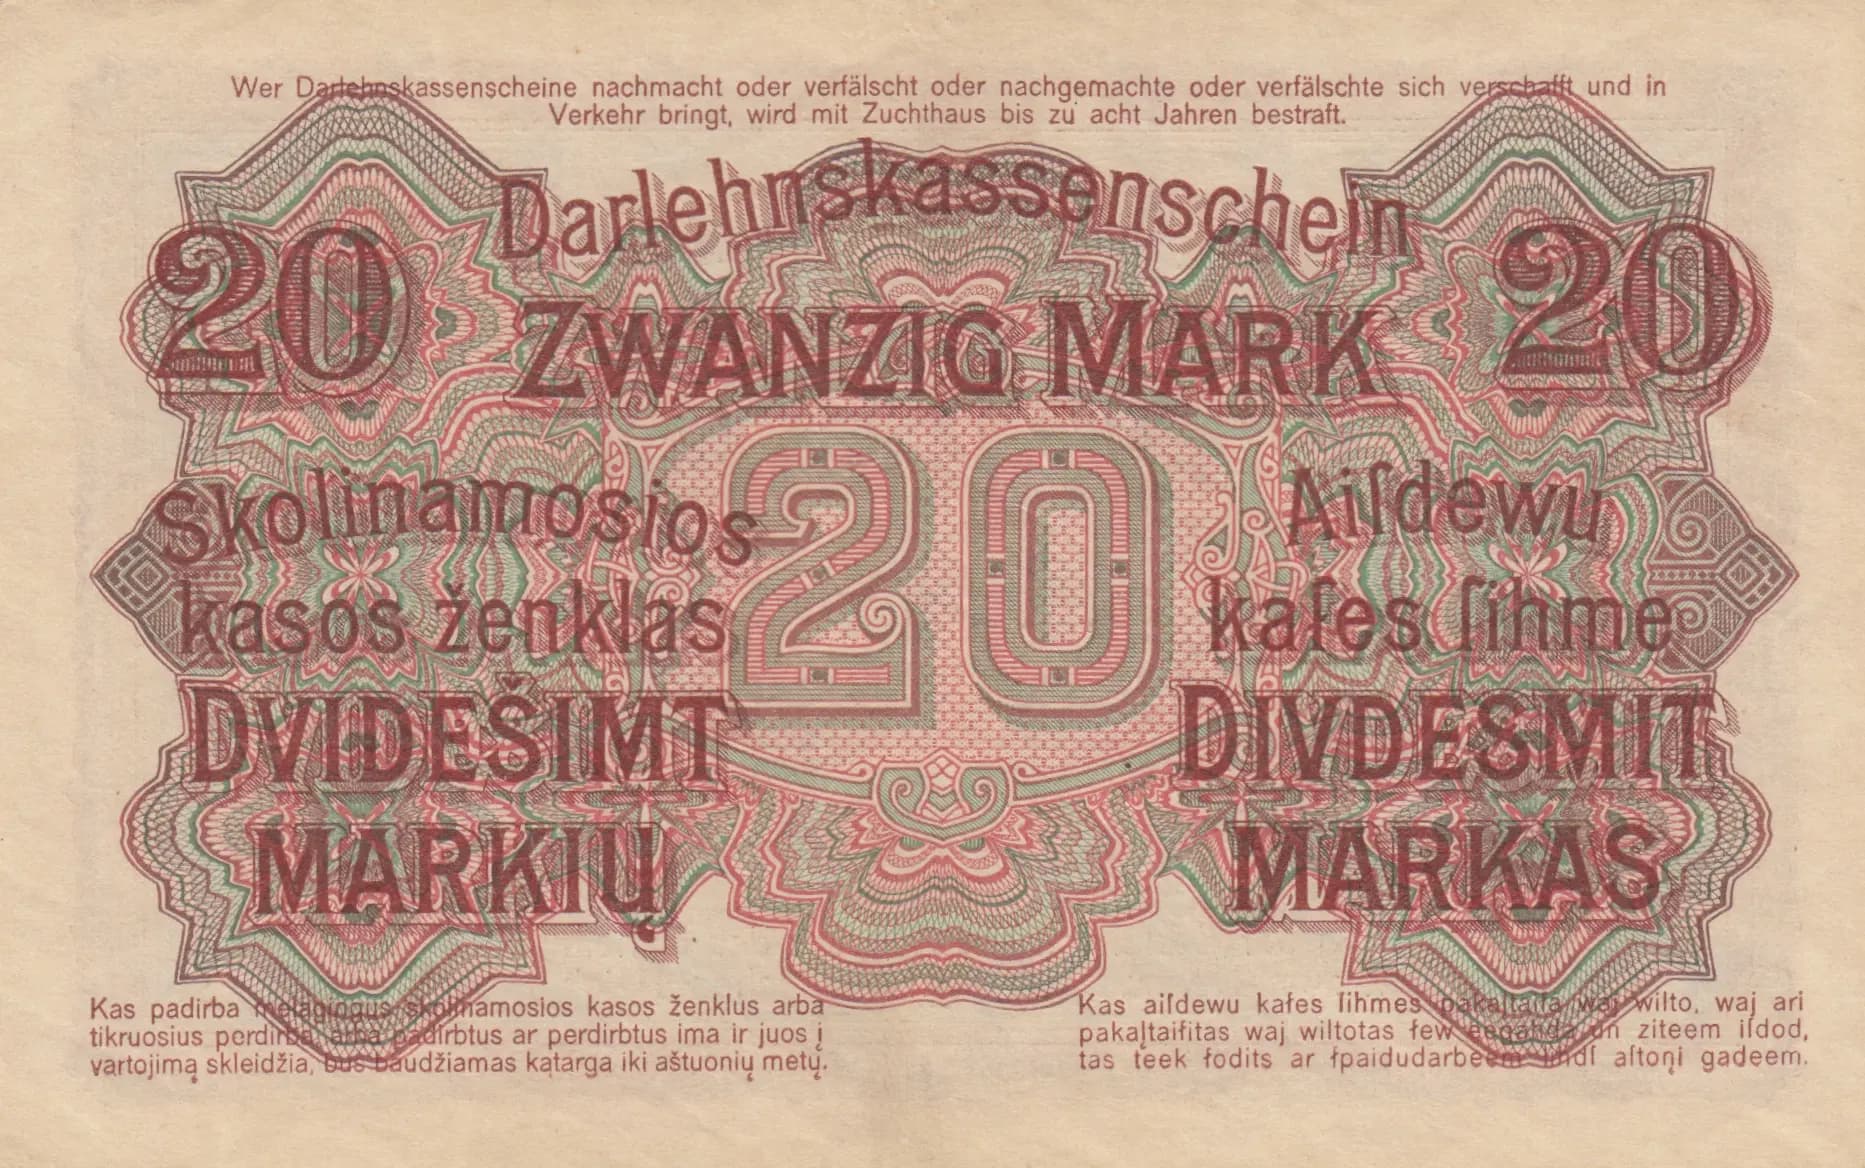 Wer Darlehnskassenscheine nachmacht oder verfälscht oder nachgemachte oder verfälschte sich verschafft und in
Verkehr bringt, wird mit Zuchthaus bis zu acht Jahren bestraft.
Darlehnskassenschein
20 20
ZWANZIG MARK
20
Skolinamosios
kasos ženklas
DVIDEŠIMT
MARKIŲ
Aiſdewu
kaſes ſihme
DIVDESMIT
MARKAS
Kas padirba melagingus skolinamosios kasos ženklus arba
tikruosius perdirba, arba padirbtus ar perdirbtus ima ir juos į
vartojimą skleidžia, bus baudžiamas katarga iki aštuonių metų.
Kas aiſdewu kaſes ſihmes pakaļtaiſa waj wilto, waj ari
pakaļtaiſitas waj wiltotas ſew eegahdā un ziteem iſdod,
tas teek ſodits ar ſpaidudarbeem lihdſ aſtoņi gadeem.